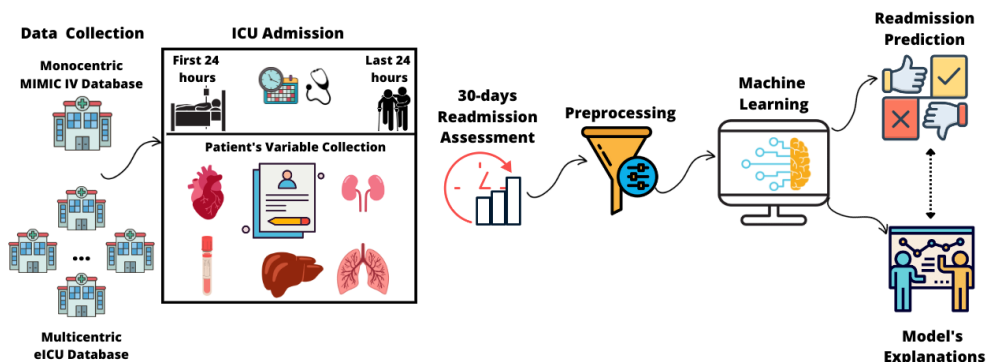 Data Collection
Monocentric
MIMIC IV Database
...
Multicentric
eICU Database
ICU Admission
First 24
hours
Last 24
hours
Patient's Variable Collection
30-days
Readmission
Assessment
Preprocessing
Machine
Learning
Readmission
Prediction
Model's
Explanations